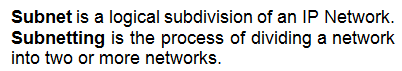 Subnet is a logical subdivision of an IP Network.
Subnetting is the process of dividing a network
into two or more networks.